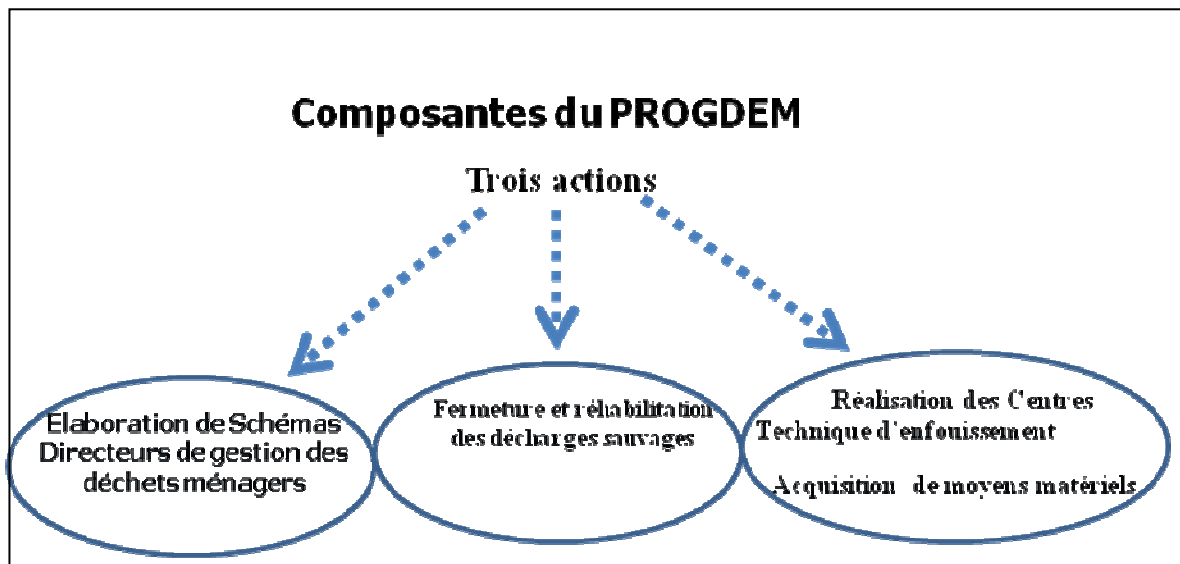 Composantes du PROGDEM
Trois actions
Elaboration de Schémas
Directeurs de gestion des
déchets ménagers
Fermeture et réhabilitation
des décharges sauvages
Réalisation des Centres
Technique d'enfouissement
Acquisition de moyens matériels